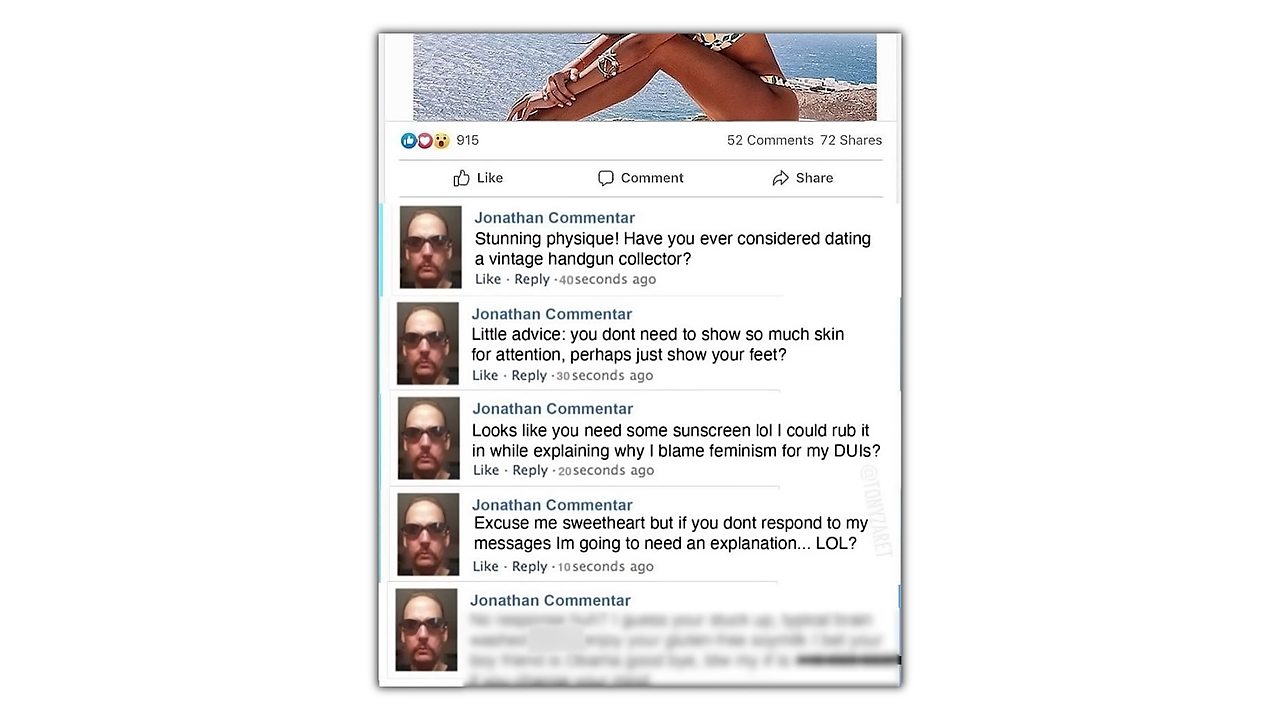 915
52 Comments 72 Shares
Like
Comment
Share
Jonathan Commentar
Stunning physique! Have you ever considered dating
a vintage handgun collector?
Like · Reply · 40 seconds ago
Jonathan Commentar
Little advice: you dont need to show so much skin
for attention, perhaps just show your feet?
Like · Reply · 30 seconds ago
Jonathan Commentar
Looks like you need some sunscreen lol I could rub it
in while explaining why I blame feminism for my DUIs?
Like · Reply · 20 seconds ago
Jonathan Commentar
Excuse me sweetheart but if you dont respond to my
messages Im going to need an explanation... LOL?
Like · Reply · 10 seconds ago
@TONYZARET
Jonathan Commentar